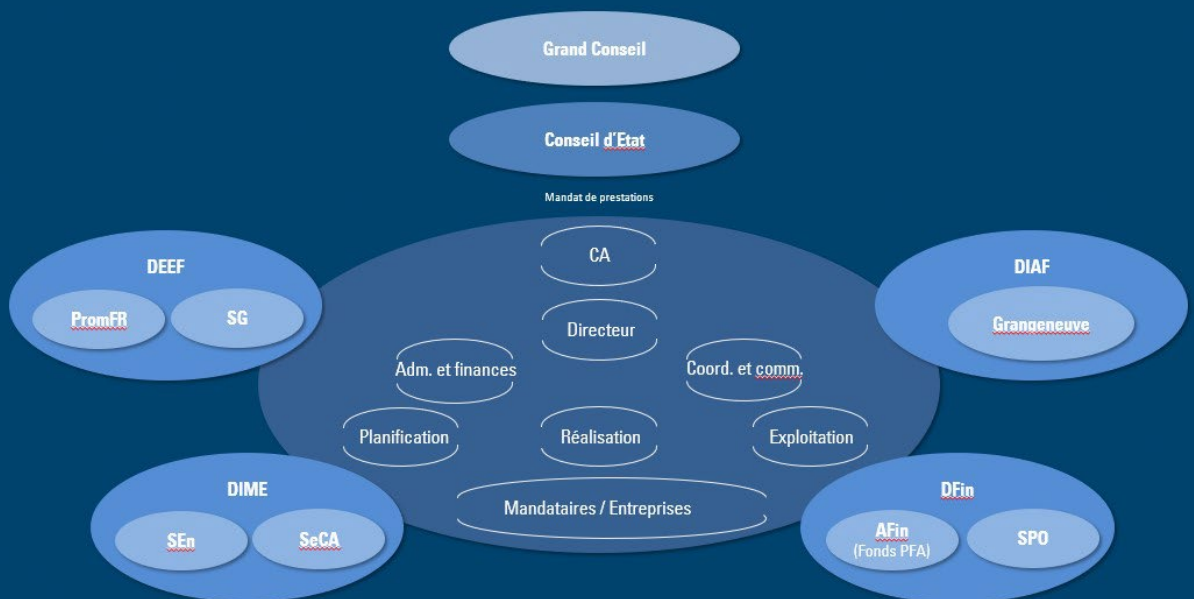 Grand Conseil
Conseil d'Etat
Mandat de prestations
CA
DEEF
DIAF
PromFR
SG
Directeur
Grangeneuve
Adm. et finances
Coord. et comm.
Planification
Réalisation
Exploitation
DIME
DFin
Mandataires / Entreprises
SEn
SeCA
AFin
(Fonds PFA)
SPO